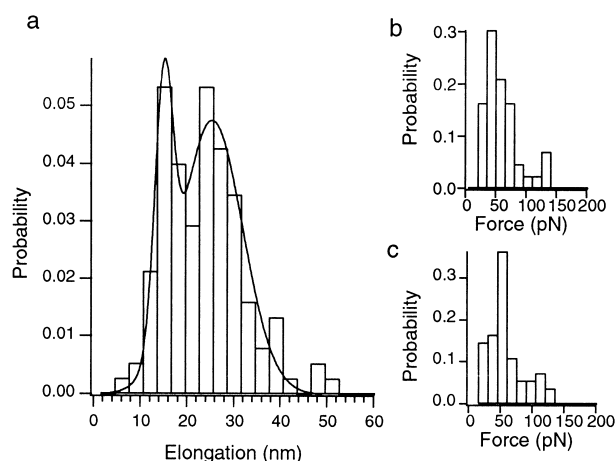 a
Probability
0.05
0.04
0.03
0.02
0.01
0.00
0 10 20 30 40 50 60
Elongation (nm)
b
Probability
0.3
0.2
0.1
0.0
0 50 100 150 200
Force (pN)
c
Probability
0.3
0.2
0.1
0.0
0 50 100 150 200
Force (pN)